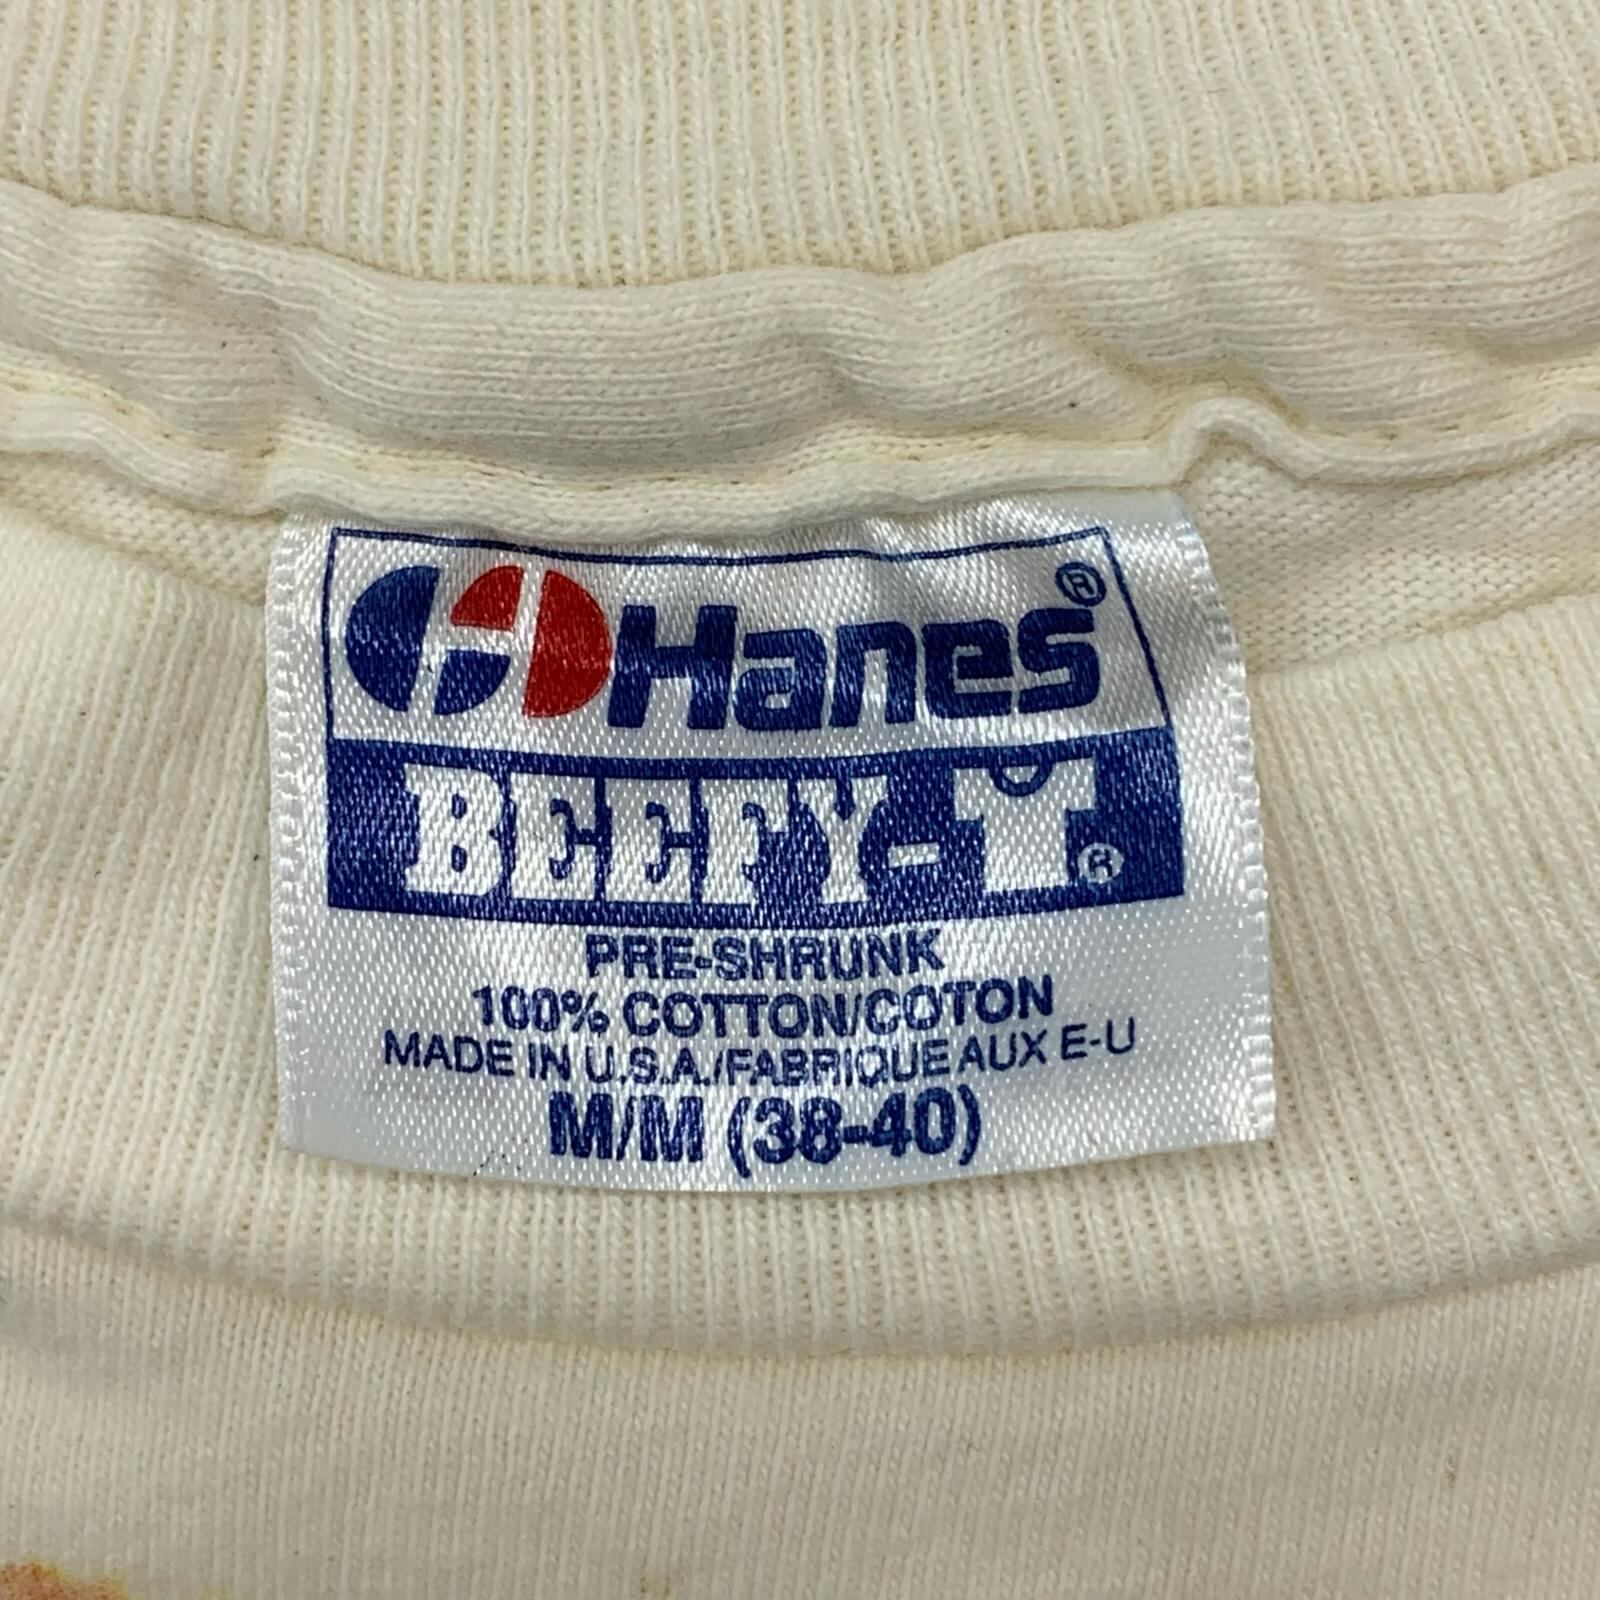 Hanes®
BEEFY-T®
PRE-SHRUNK
100% COTTON/COTON
MADE IN U.S.A./FABRIQUE AUX E-U
M/M (38-40)